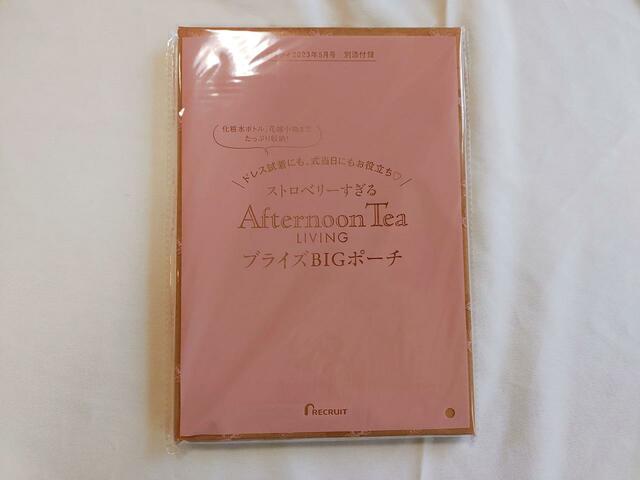 2023年5月号 別添付録
化粧水ボトル、花嫁小物まで
たっぷり収納!
ドレス試着にも、式当日にもお役立ち♡
ストロベリーすぎる
Afternoon Tea
LIVING
ブライズBIGポーチ
RECRUIT